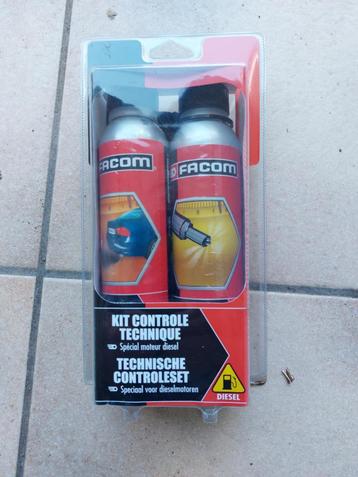 FACOM
D FACOM
KIT CONTROLE
TECHNIQUE
Spécial moteur diesel
TECHNISCHE
CONTROLESET
Speciaal voor dieselmotoren
DIESEL